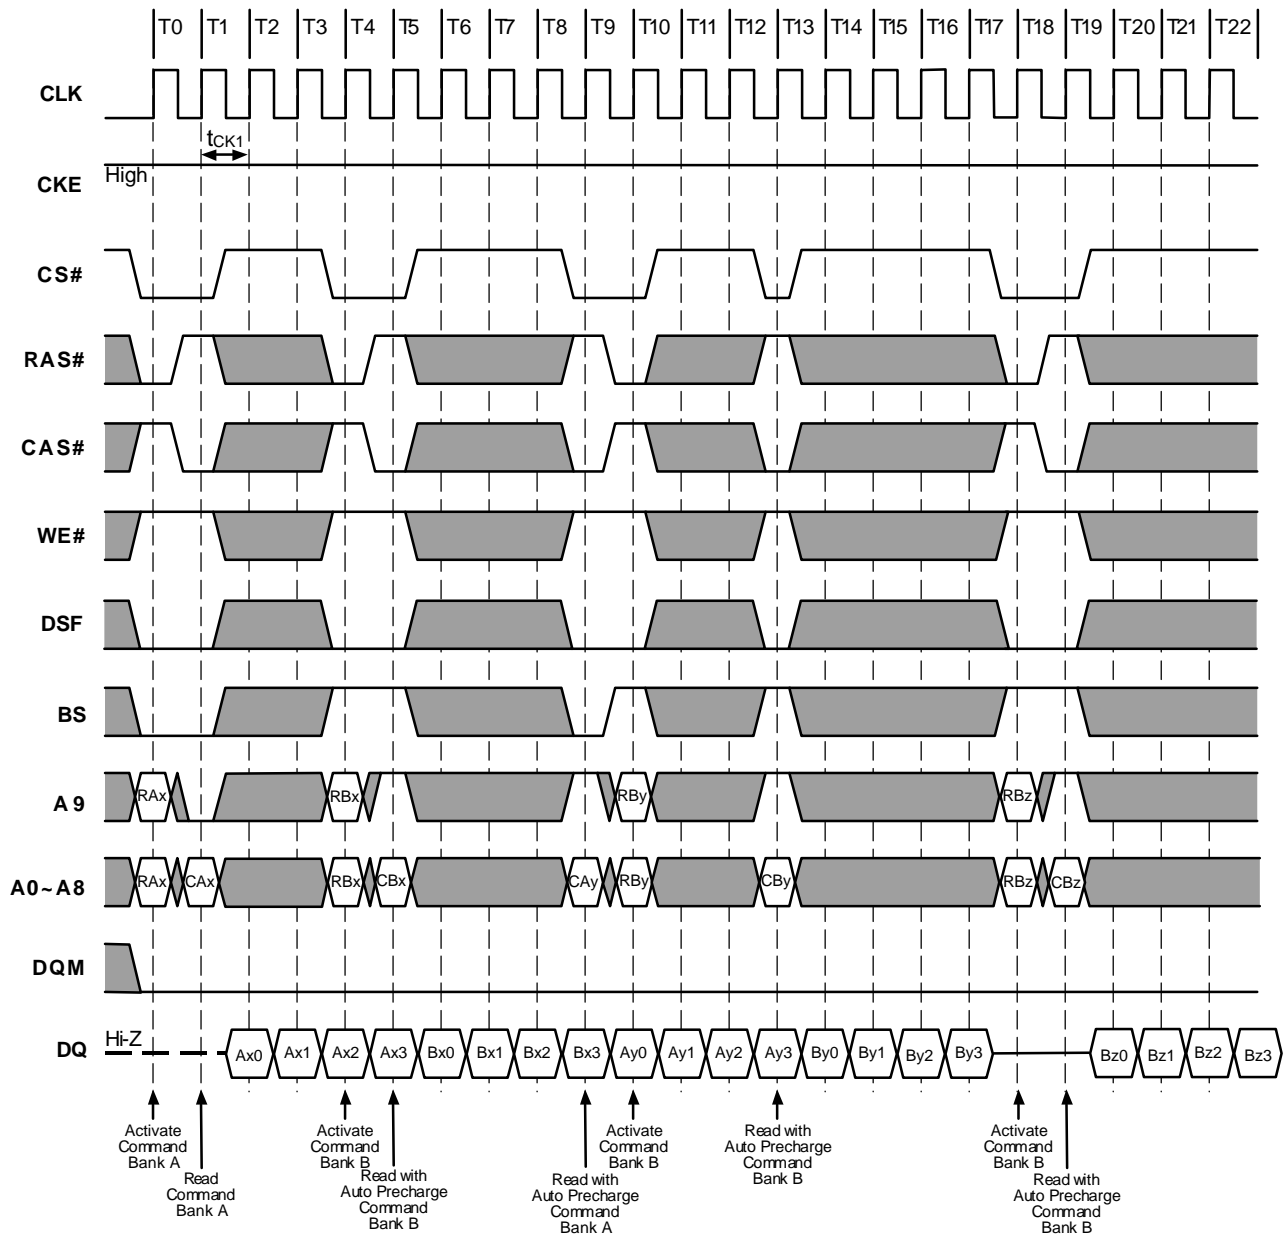 T0 T1 T2 T3 T4 T5 T6 T7 T8 T9 T10 T11 T12 T13 T14 T15 T16 T17 T18 T19 T20 T21 T22
CLK
tCK1
High
CKE
CS#
RAS#
CAS#
WE#
DSF
BS
A9 RAx RBx RBy RBz
A0~A8 RAx CAx RBx CBx CAy RBy CBy RBz CBz
DQM
Hi-Z
DQ Ax0 Ax1 Ax2 Ax3 Bx0 Bx1 Bx2 Bx3 Ay0 Ay1 Ay2 Ay3 By0 By1 By2 By3 Bz0 Bz1 Bz2 Bz3
Activate
Command
Bank A
Read
Command
Bank A
Activate
Command
Bank B
Read with
Auto Precharge
Command
Bank B
Read with
Auto Precharge
Command
Bank A
Activate
Command
Bank B
Read with
Auto Precharge
Command
Bank B
Activate
Command
Bank B
Read with
Auto Precharge
Command
Bank B